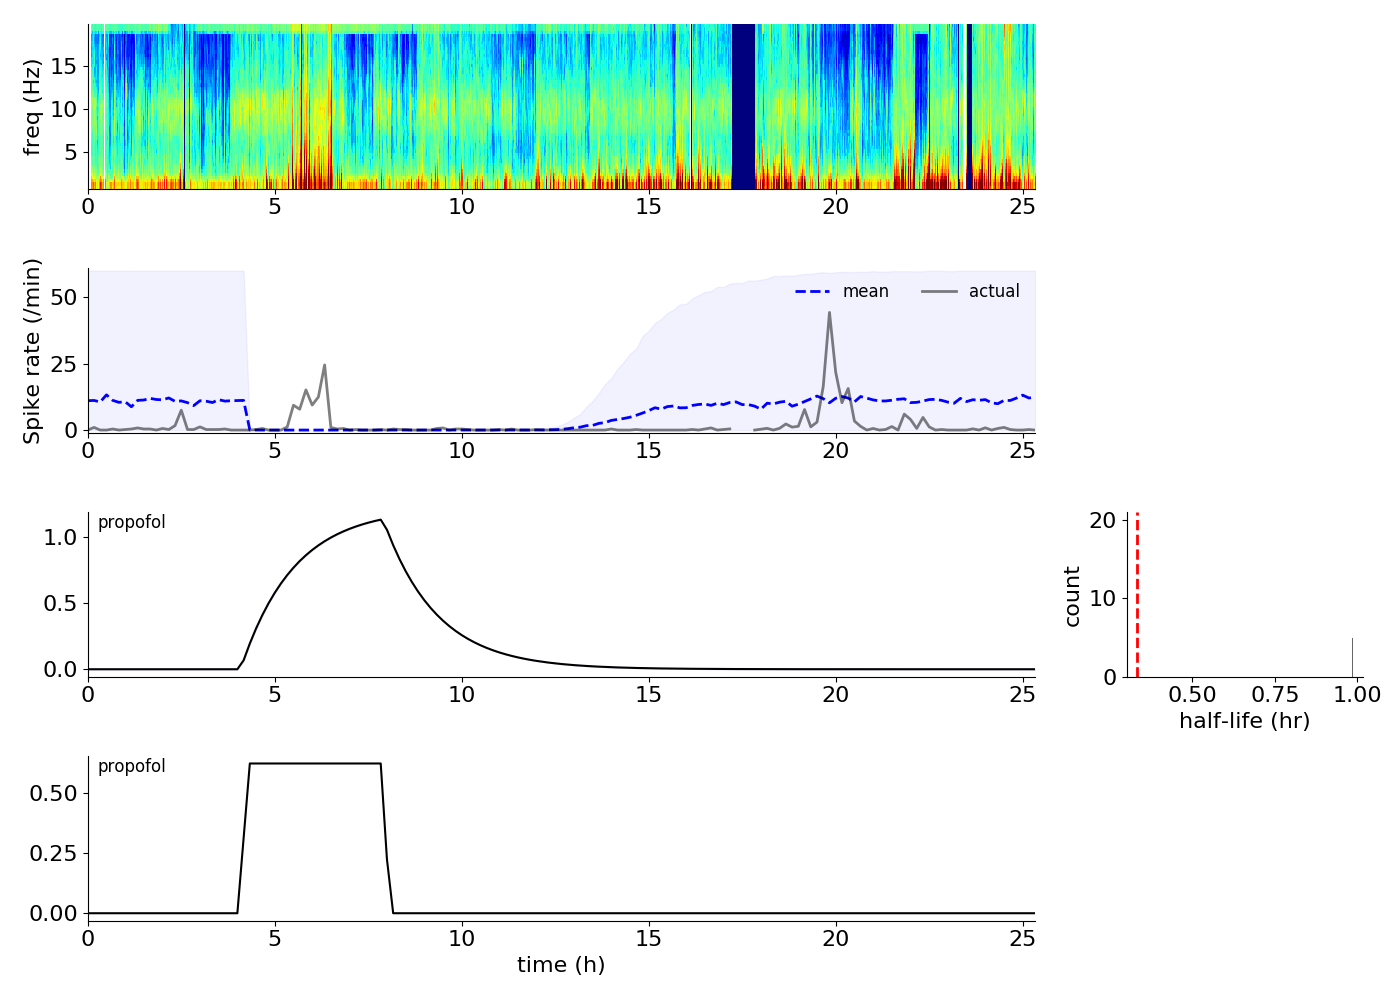 freq (Hz)
15
10
5
0 5 10 15 20 25
Spike rate (/min)
50
25
0
mean actual
0 5 10 15 20 25
propofol
1.0
0.5
0.0
0 5 10 15 20 25
count
20
10
0
0.50 0.75 1.00
half-life (hr)
propofol
0.50
0.25
0.00
0 5 10 15 20 25
time (h)